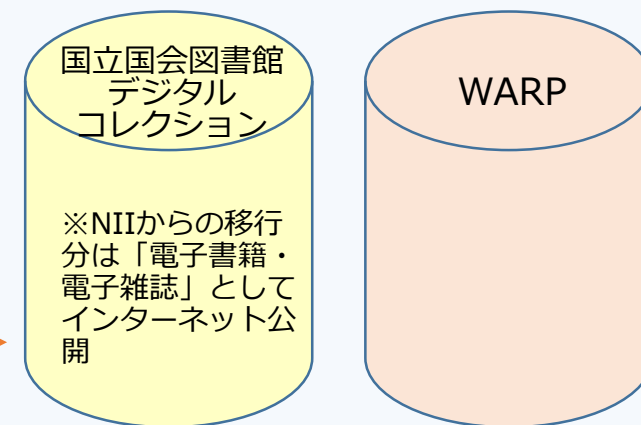 国立国会図書館
デジタル
コレクション
※NIIからの移行
分は「電子書籍・
電子雑誌」として
インターネット公
開
WARP